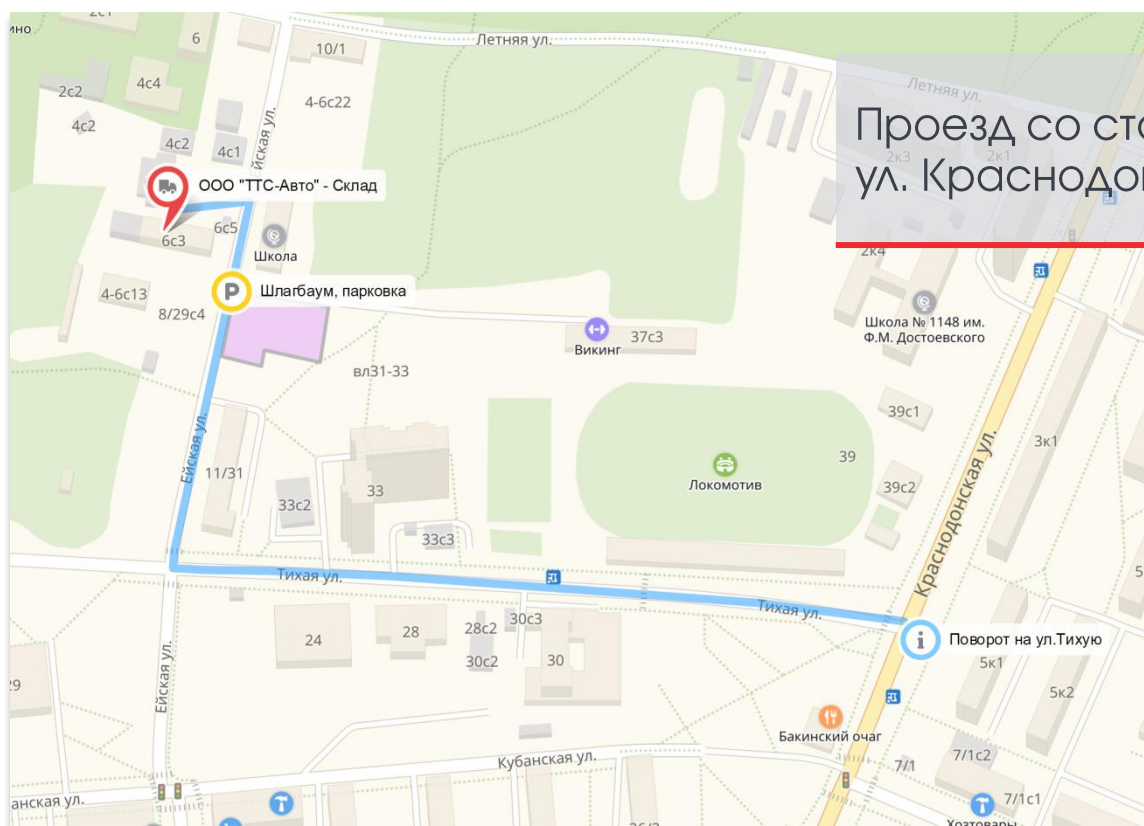 2с1
6
10/1
Летняя ул.
2с2
4с4
4-6с22
4с2
4с2
4с1
Ейская ул.
Летняя ул.
2к3
2к1
Проезд со
ул.
ООО "ТТС-Авто" - Склад
6с3
6с5
Школа
2к4
4-6с13
Шлагбаум, парковка
P
8/29с4
Викинг
37с3
Школа № 1148 им.
Ф.М. Достоевского
вл31-33
39с1
3к1
Ейская ул.
11/31
33
33с2
33с3
Локомотив
39
39с2
Краснодонская ул.
Тихая ул.
Тихая ул.
24
28
28с2
30с3
30с2
30
i
Поворот на ул.Тихую
5к1
5к2
Ейская ул.
Бакинский очаг
Кубанская ул.
7/1
7/1с2
7/1с1
ул.
Хозтовары